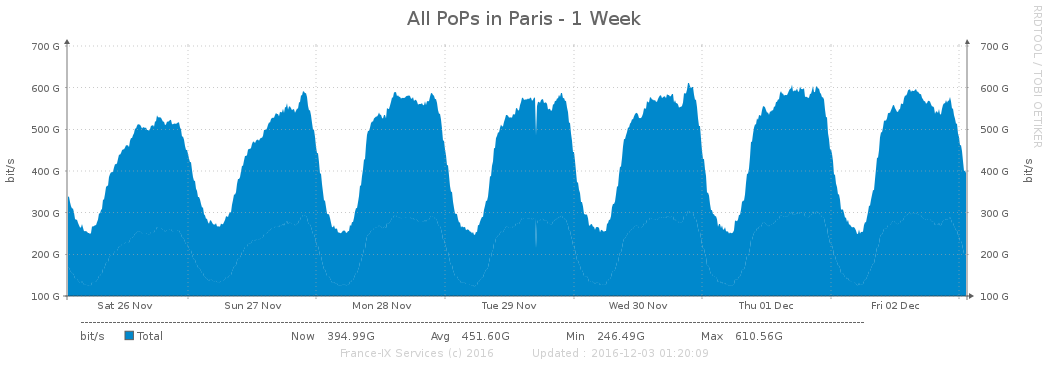 All PoPs in Paris - 1 Week
RRDTOOL / TOBI OETIKER
bit/s
700 G 700 G
600 G 600 G
500 G 500 G
400 G 400 G
300 G 300 G
200 G 200 G
100 G 100 G
bit/s
Sat 26 Nov Sun 27 Nov Mon 28 Nov Tue 29 Nov Wed 30 Nov Thu 01 Dec Fri 02 Dec
bit/s Total Now 394.99G Avg 451.60G Min 246.49G Max 610.56G
France-IX Services (c) 2016 Updated : 2016-12-03 01:20:09